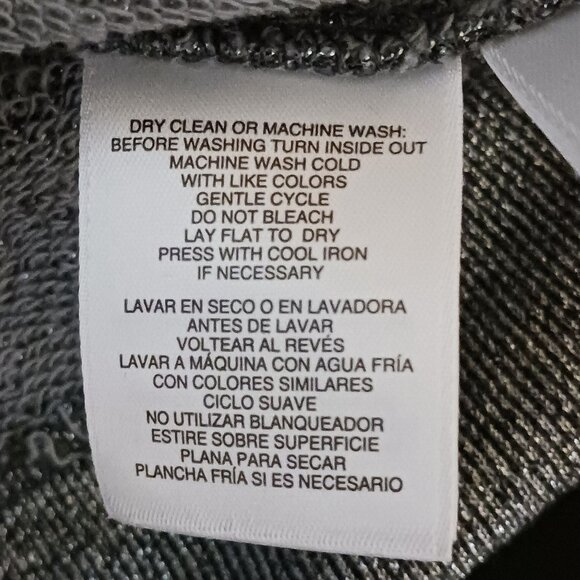 DRY CLEAN OR MACHINE WASH:
BEFORE WASHING TURN INSIDE OUT
MACHINE WASH COLD
WITH LIKE COLORS
GENTLE CYCLE
DO NOT BLEACH
LAY FLAT TO DRY
PRESS WITH COOL IRON
IF NECESSARY
LAVAR EN SECO O EN LAVADORA
ANTES DE LAVAR
VOLTEAR AL REVÉS
LAVAR A MÁQUINA CON AGUA FRÍA
CON COLORES SIMILARES
CICLO SUAVE
NO UTILIZAR BLANQUEADOR
ESTIRE SOBRE SUPERFICIE
PLANA PARA SECAR
PLANCHA FRÍA SI ES NECESARIO